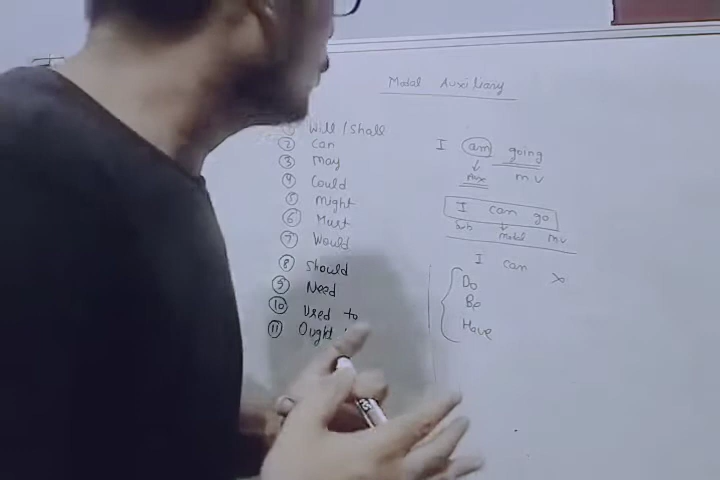 Modal Auxiliary
① Will / Shall
② Can
③ May
④ Could
⑤ Might
⑥ Must
⑦ Would
⑧ Should
⑨ Need
⑩ Used to
⑪ Ought
I am going
Aux m v
I can go
Sub modal mv
I can ×
Do
Be
Have